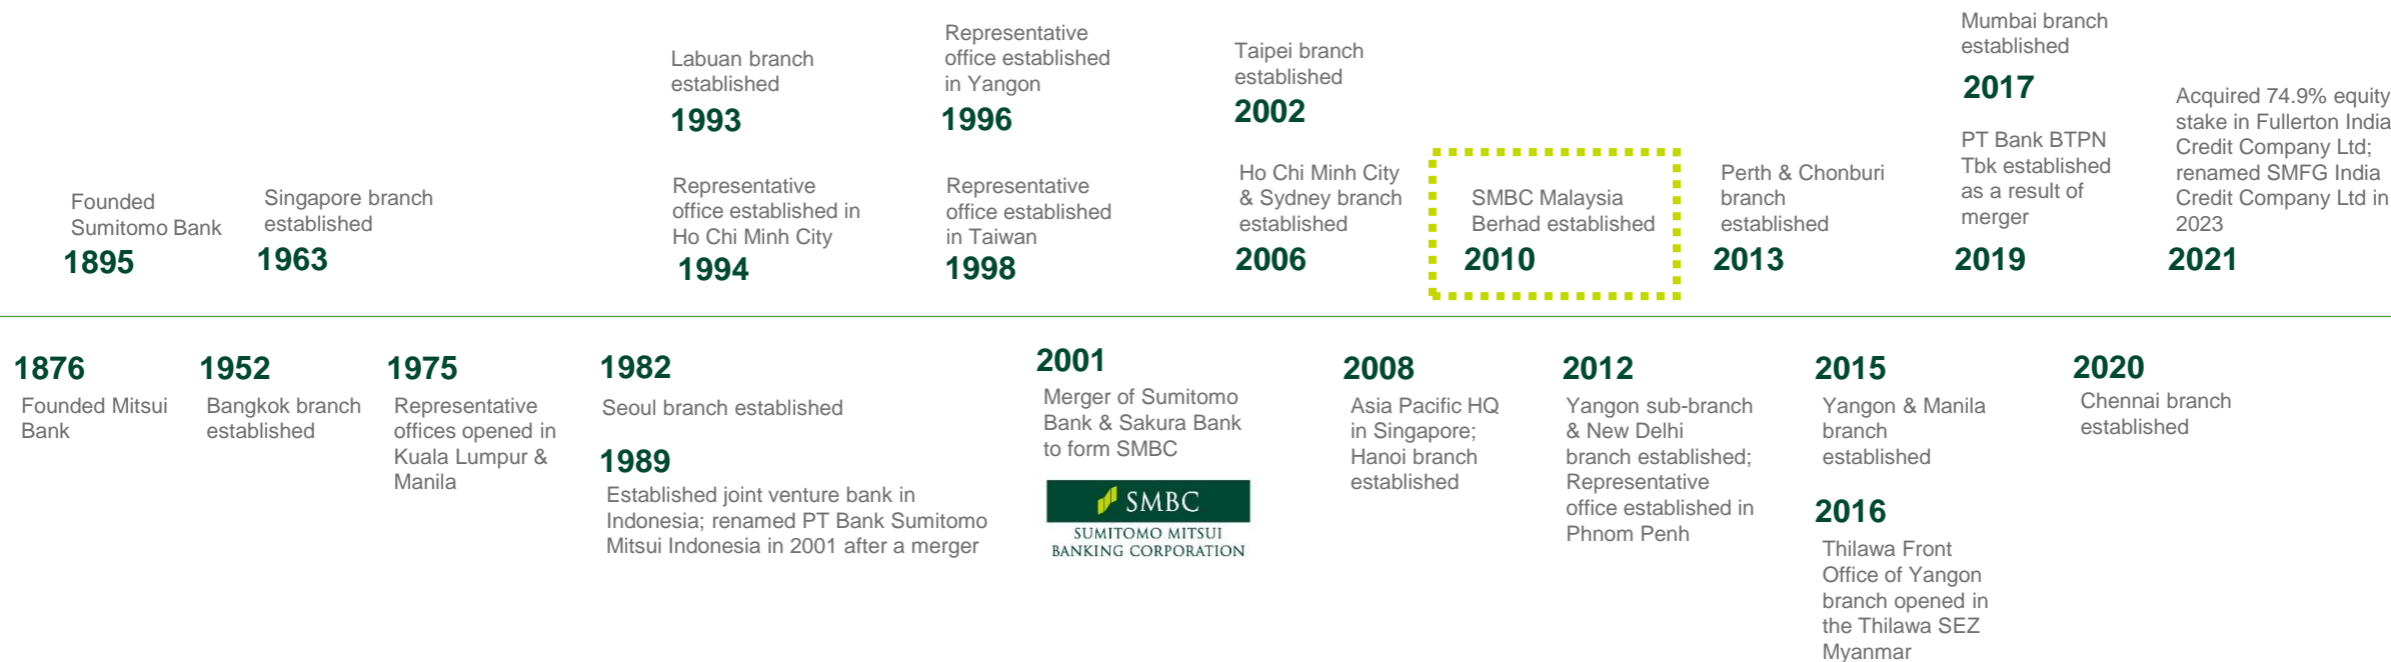 Founded
Sumitomo Bank
1895
Singapore branch
established
1963
Labuan branch
established
1993
Representative
office established in
Ho Chi Minh City
1994
Representative
office established
in Yangon
1996
Representative
office established
in Taiwan
1998
Taipei branch
established
2002
Ho Chi Minh City
& Sydney branch
established
2006
SMBC Malaysia
Berhad established
2010
Perth & Chonburi
branch
established
2013
Mumbai branch
established
2017
PT Bank BTPN
Tbk established
as a result of
merger
2019
Acquired 74.9% equity
stake in Fullerton India
Credit Company Ltd;
renamed SMFG India
Credit Company Ltd in
2023
2021
1876
Founded Mitsui
Bank
1952
Bangkok branch
established
1975
Representative
offices opened in
Kuala Lumpur &
Manila
1982
Seoul branch established
1989
Established joint venture bank in
Indonesia; renamed PT Bank Sumitomo
Mitsui Indonesia in 2001 after a merger
2001
Merger of Sumitomo
Bank & Sakura Bank
to form SMBC
SMBC
SUMITOMO MITSUI
BANKING CORPORATION
2008
Asia Pacific HQ
in Singapore;
Hanoi branch
established
2012
Yangon sub-branch
& New Delhi
branch established;
Representative
office established in
Phnom Penh
2015
Yangon & Manila
branch
established
2016
Thilawa Front
Office of Yangon
branch opened in
the Thilawa SEZ
Myanmar
2020
Chennai branch
established